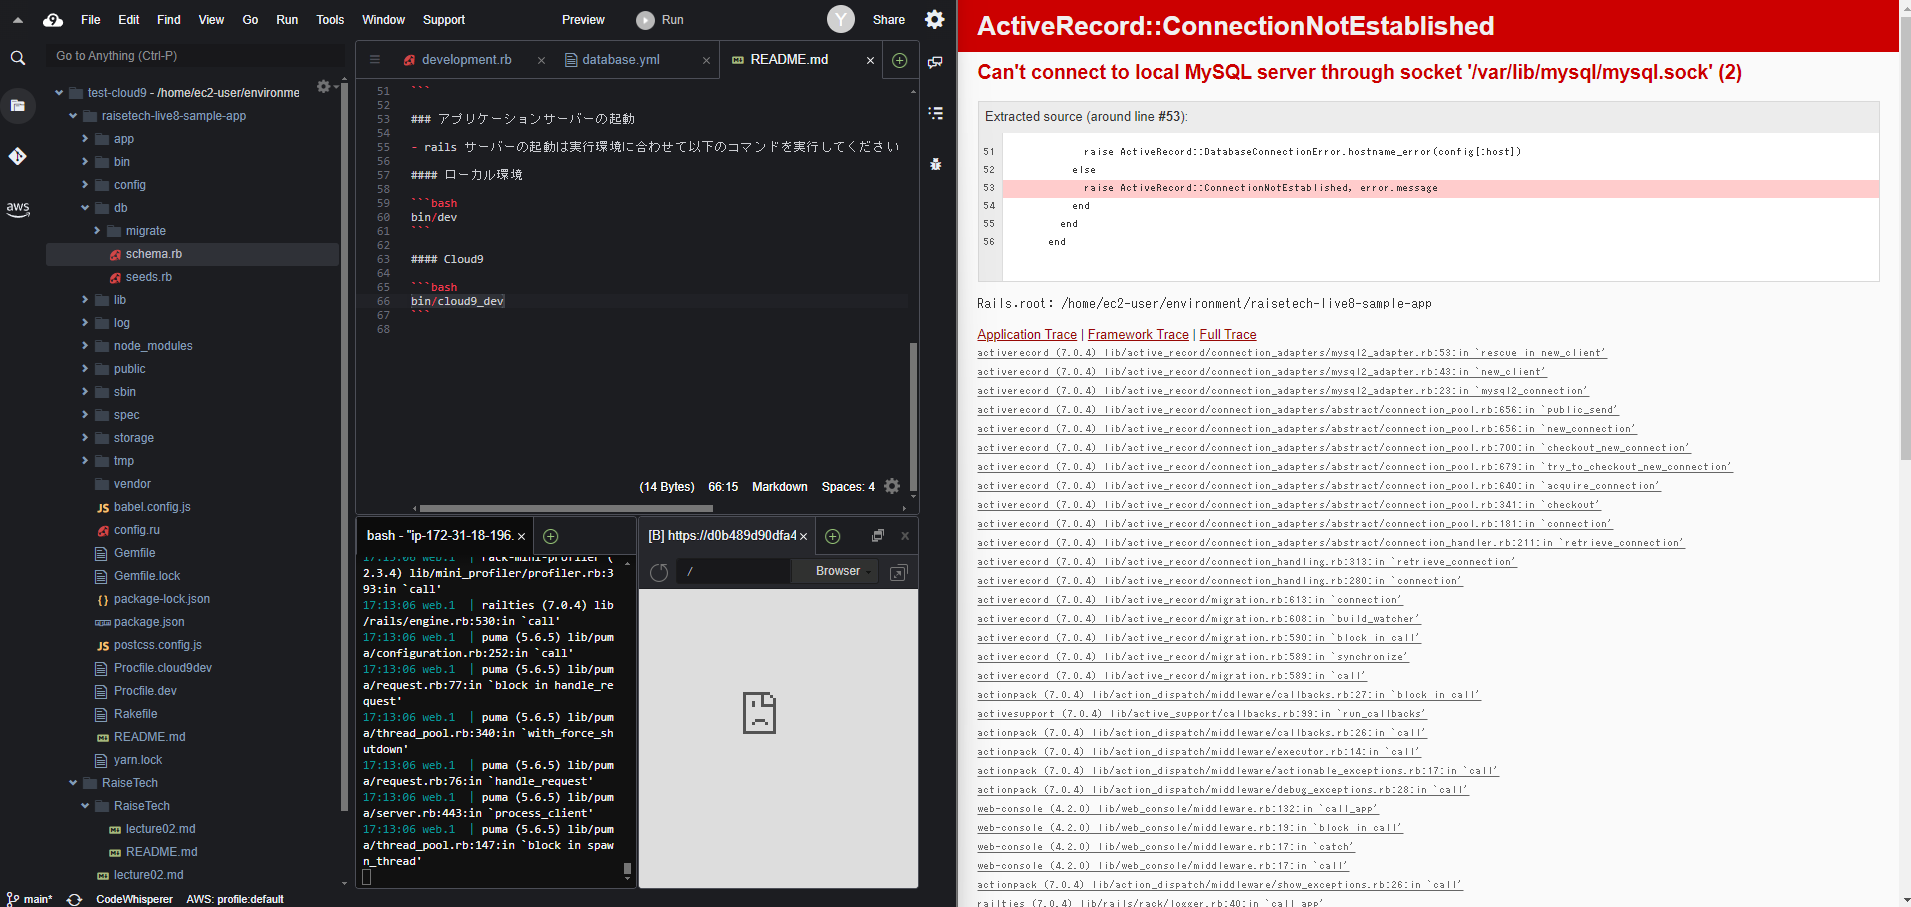 File Edit Find View Go Run Tools Window Support Preview Run Y Share
Go to Anything (Ctrl-P)
aws
test-cloud9 - /home/ec2-user/environme
raisetech-live8-sample-app
app
bin
config
db
migrate
schema.rb
seeds.rb
lib
log
node_modules
public
sbin
spec
storage
tmp
vendor
babel.config.js
config.ru
Gemfile
Gemfile.lock
package-lock.json
package.json
postcss.config.js
Procfile.cloud9dev
Procfile.dev
Rakefile
README.md
yarn.lock
RaiseTech
RaiseTech
lecture02.md
README.md
lecture02.md
main* CodeWhisperer AWS: profile:default
development.rb database.yml README.md
51 ```
52
53 ### アプリケーションサーバーの起動
54
55 - rails サーバーの起動は実行環境に合わせて以下のコマンドを実行してください
56
57 #### ローカル環境
58
59 ```bash
60 bin/dev
61 ```
62
63 #### Cloud9
64
65 ```bash
66 bin/cloud9_dev
67 ```
68
(14 Bytes) 66:15 Markdown Spaces: 4
bash - "ip-172-31-18-196.
17:13:06 web.1 | rack-mini-profiler (
2.3.4) lib/mini_profiler/profiler.rb:3
93:in `call'
17:13:06 web.1 | railties (7.0.4) lib
/rails/engine.rb:530:in `call'
17:13:06 web.1 | puma (5.6.5) lib/pum
a/configuration.rb:252:in `call'
17:13:06 web.1 | puma (5.6.5) lib/pum
a/request.rb:77:in `block in handle_re
quest'
17:13:06 web.1 | puma (5.6.5) lib/pum
a/thread_pool.rb:340:in `with_force_sh
utdown'
17:13:06 web.1 | puma (5.6.5) lib/pum
a/request.rb:76:in `handle_request'
17:13:06 web.1 | puma (5.6.5) lib/pum
a/server.rb:443:in `process_client'
17:13:06 web.1 | puma (5.6.5) lib/pum
a/thread_pool.rb:147:in `block in spaw
n_thread'
[B] https://d0b489d90dfa4
/ Browser
ActiveRecord::ConnectionNotEstablished
Can't connect to local MySQL server through socket '/var/lib/mysql/mysql.sock' (2)
Extracted source (around line #53):
51 raise ActiveRecord::DatabaseConnectionError.hostname_error(config[:host])
52 else
53 raise ActiveRecord::ConnectionNotEstablished, error.message
54 end
55 end
56 end
Rails.root: /home/ec2-user/environment/raisetech-live8-sample-app
Application Trace | Framework Trace | Full Trace
activerecord (7.0.4) lib/active_record/connection_adapters/mysql2_adapter.rb:53:in `rescue in new_client'
activerecord (7.0.4) lib/active_record/connection_adapters/mysql2_adapter.rb:43:in `new_client'
activerecord (7.0.4) lib/active_record/connection_adapters/mysql2_adapter.rb:23:in `mysql2_connection'
activerecord (7.0.4) lib/active_record/connection_adapters/abstract/connection_pool.rb:656:in `public_send'
activerecord (7.0.4) lib/active_record/connection_adapters/abstract/connection_pool.rb:656:in `new_connection'
activerecord (7.0.4) lib/active_record/connection_adapters/abstract/connection_pool.rb:700:in `checkout_new_connection'
activerecord (7.0.4) lib/active_record/connection_adapters/abstract/connection_pool.rb:679:in `try_to_checkout_new_connection'
activerecord (7.0.4) lib/active_record/connection_adapters/abstract/connection_pool.rb:640:in `acquire_connection'
activerecord (7.0.4) lib/active_record/connection_adapters/abstract/connection_pool.rb:341:in `checkout'
activerecord (7.0.4) lib/active_record/connection_adapters/abstract/connection_pool.rb:181:in `connection'
activerecord (7.0.4) lib/active_record/connection_adapters/abstract/connection_handler.rb:211:in `retrieve_connection'
activerecord (7.0.4) lib/active_record/connection_handling.rb:313:in `retrieve_connection'
activerecord (7.0.4) lib/active_record/connection_handling.rb:280:in `connection'
activerecord (7.0.4) lib/active_record/migration.rb:613:in `connection'
activerecord (7.0.4) lib/active_record/migration.rb:608:in `build_watcher'
activerecord (7.0.4) lib/active_record/migration.rb:590:in `block in call'
activerecord (7.0.4) lib/active_record/migration.rb:589:in `synchronize'
activerecord (7.0.4) lib/active_record/migration.rb:589:in `call'
actionpack (7.0.4) lib/action_dispatch/middleware/callbacks.rb:27:in `block in call'
activesupport (7.0.4) lib/active_support/callbacks.rb:99:in `run_callbacks'
actionpack (7.0.4) lib/action_dispatch/middleware/callbacks.rb:26:in `call'
actionpack (7.0.4) lib/action_dispatch/middleware/executor.rb:14:in `call'
actionpack (7.0.4) lib/action_dispatch/middleware/actionable_exceptions.rb:17:in `call'
actionpack (7.0.4) lib/action_dispatch/middleware/debug_exceptions.rb:28:in `call'
web-console (4.2.0) lib/web_console/middleware.rb:132:in `call_app'
web-console (4.2.0) lib/web_console/middleware.rb:19:in `block in call'
web-console (4.2.0) lib/web_console/middleware.rb:17:in `catch'
web-console (4.2.0) lib/web_console/middleware.rb:17:in `call'
actionpack (7.0.4) lib/action_dispatch/middleware/show_exceptions.rb:26:in `call'
railties (7.0.4) lib/rails/rack/logger.rb:40:in `call_app'